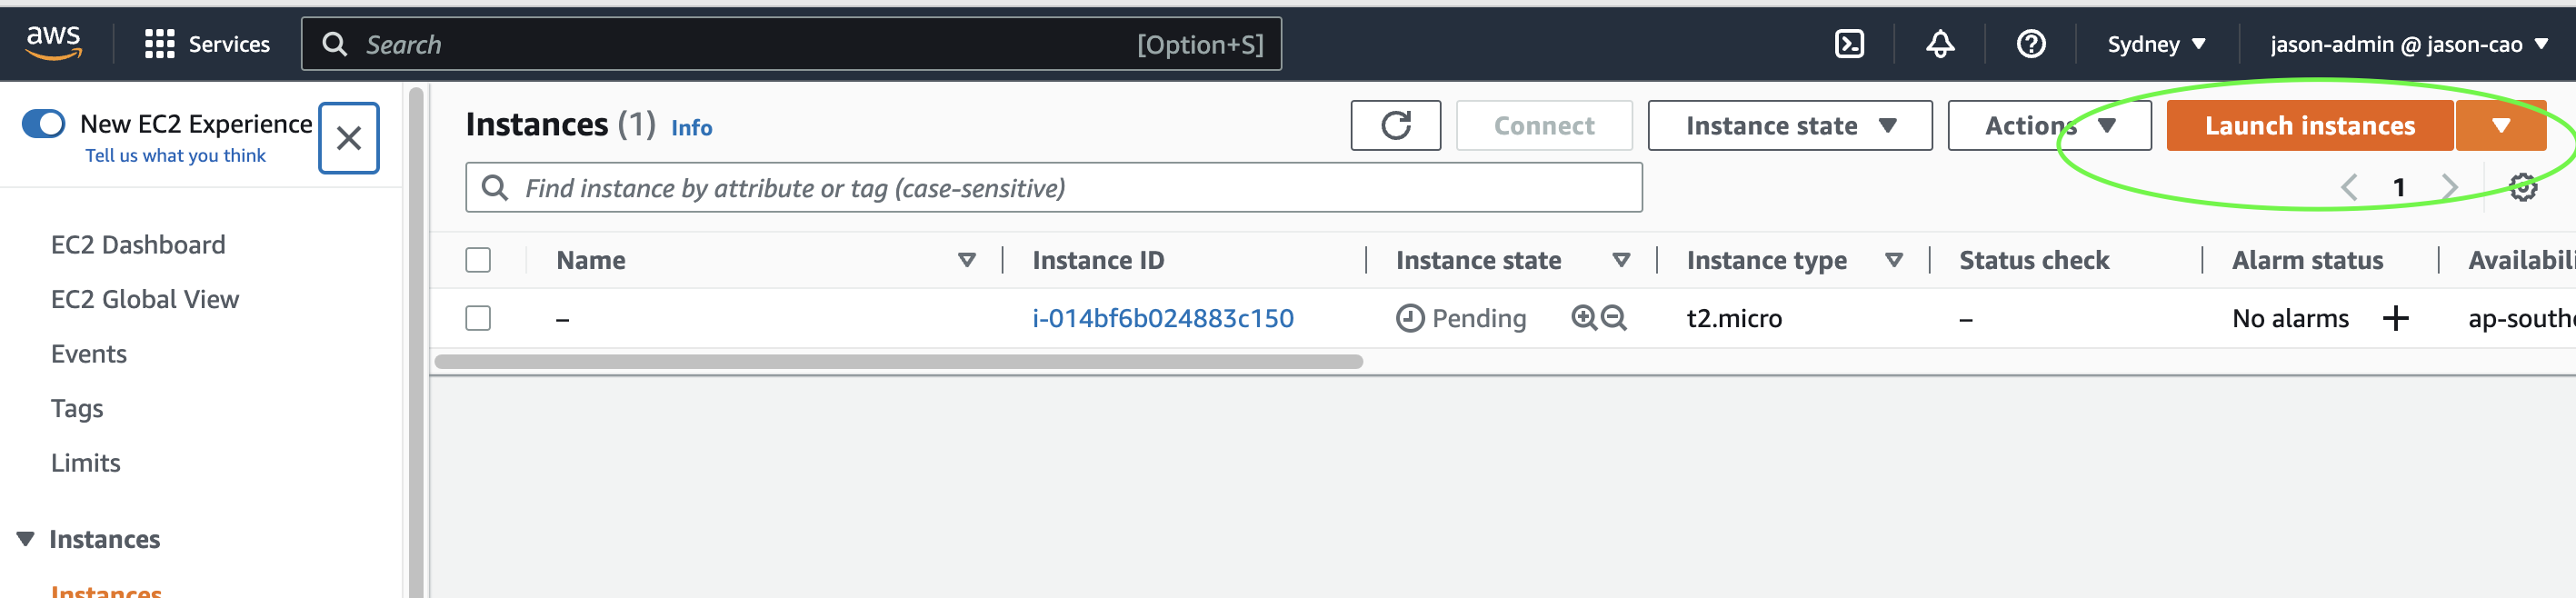 aws
Services
Search [Option+S]
Sydney
jason-admin @ jason-cao
New EC2 Experience
Tell us what you think
EC2 Dashboard
EC2 Global View
Events
Tags
Limits
Instances
Instances
Instances (1) Info
Connect
Instance state
Actions
Launch instances
Find instance by attribute or tag (case-sensitive)
1
Name Instance ID Instance state Instance type Status check Alarm status Availabili
– i-014bf6b024883c150 Pending t2.micro – No alarms + ap-southe